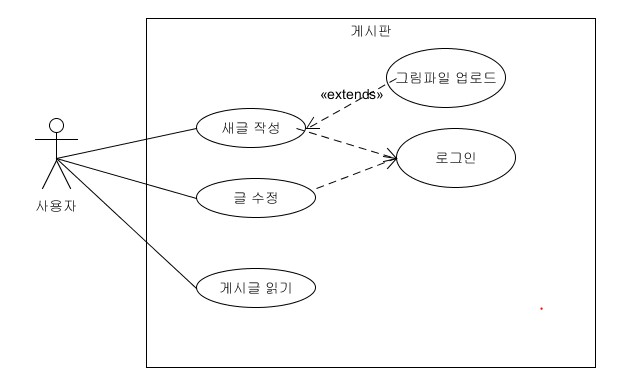 게시판
그림파일 업로드
«extends»
새글 작성
로그인
글 수정
사용자
게시글 읽기